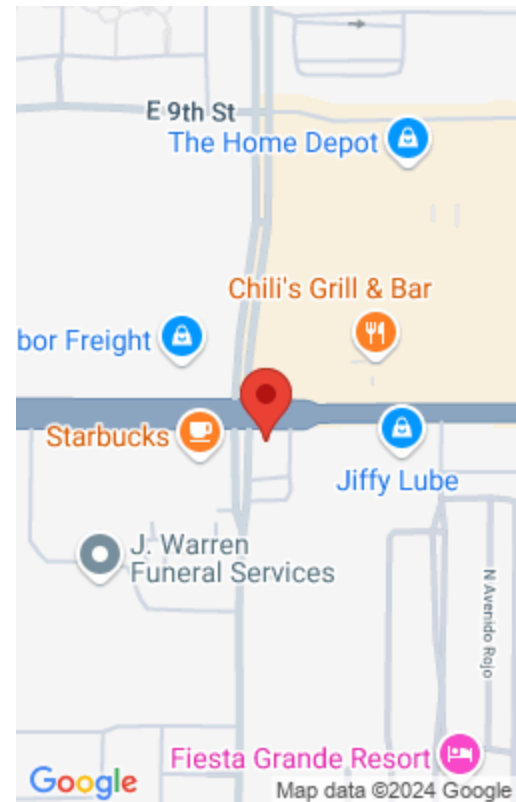 E 9th St
The Home Depot
Chili's Grill & Bar
bor Freight
Starbucks
Jiffy Lube
J. Warren
Funeral Services
N Avenido Rojo
Fiesta Grande Resort
Google
Map data ©2024 Google